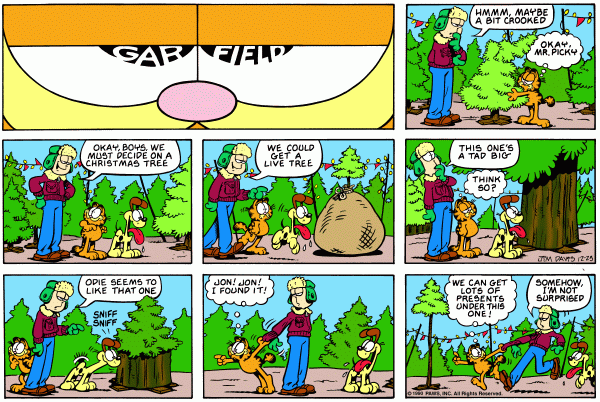 GARFIELD
HMMM, MAYBE
A BIT CROOKED
OKAY,
MR. PICKY
OKAY, BOYS, WE
MUST DECIDE ON A
CHRISTMAS TREE
WE COULD
GET A
LIVE TREE
THIS ONE'S
A TAD BIG
THINK
SO?
JIM DAVIS 12-23
ODIE SEEMS TO
LIKE THAT ONE
SNIFF
SNIFF
JON! JON!
I FOUND IT!
WE CAN GET
LOTS OF
PRESENTS
UNDER THIS
ONE!
SOMEHOW,
I'M NOT
SURPRISED
© 1990 PAWS, INC. All Rights Reserved.